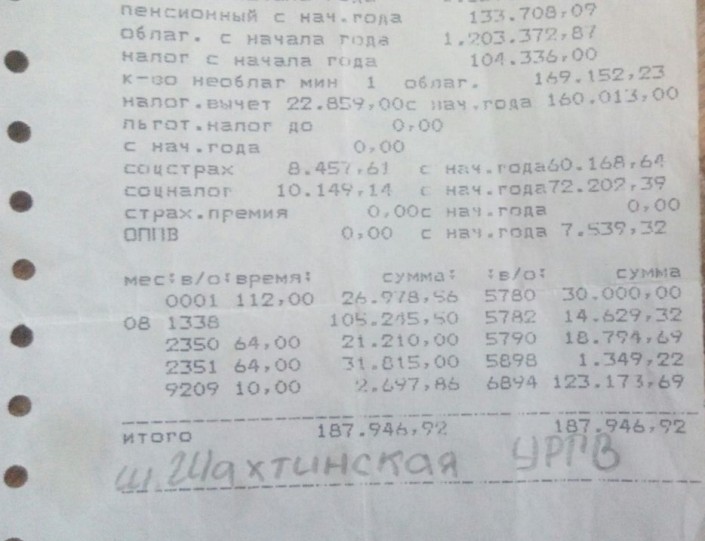 пенсионный с нач.года 133.708,09
облаг. с начала года 1.203.372,87
налог с начала года 104.336,00
к-во необлаг мин 1 облаг. 169.152,23
налог.вычет 22.859,00с нач.года 160.013,00
льгот.налог до 0,00
с нач.года 0,00
соцстрах 8.457,61 с нач.года60.168,64
соцналог 10.149,14 с нач.года72.202,39
страх.премия 0,00с нач.года 0,00
ОППВ 0,00 с нач.года 7.539,32
мес:в/о:время: сумма: :в/о: сумма
0001 112,00 26.978,56 5780 30.000,00
08 1338 105.245,50 5782 14.629,32
2350 64,00 21.210,00 5790 18.794,69
2351 64,00 31.815,00 5898 1.349,22
9209 10,00 2.697,86 6894 123.173,69
итого 187.946,92 187.946,92
ш.Шахтинская УРПВ